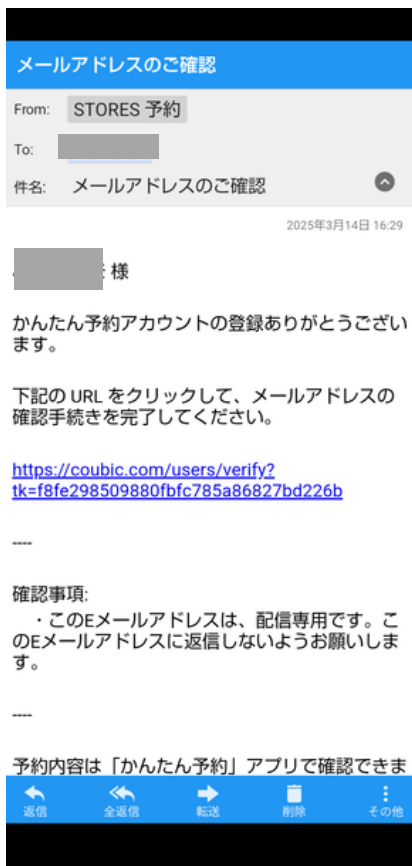 メールアドレスのご確認
From: STORES 予約
To:
件名: メールアドレスのご確認
2025年3月14日 16:29
様
かんたん予約アカウントの登録ありがとうござい
ます。
下記の URL をクリックして、メールアドレスの
確認手続きを完了してください。
https://coubic.com/users/verify?
tk=f8fe298509880fbfc785a86827bd226b
----
確認事項:
・このEメールアドレスは、配信専用です。こ
のEメールアドレスに返信しないようお願いしま
す。
----
予約内容は「かんたん予約」アプリで確認できま
返信 全返信 転送 削除 その他